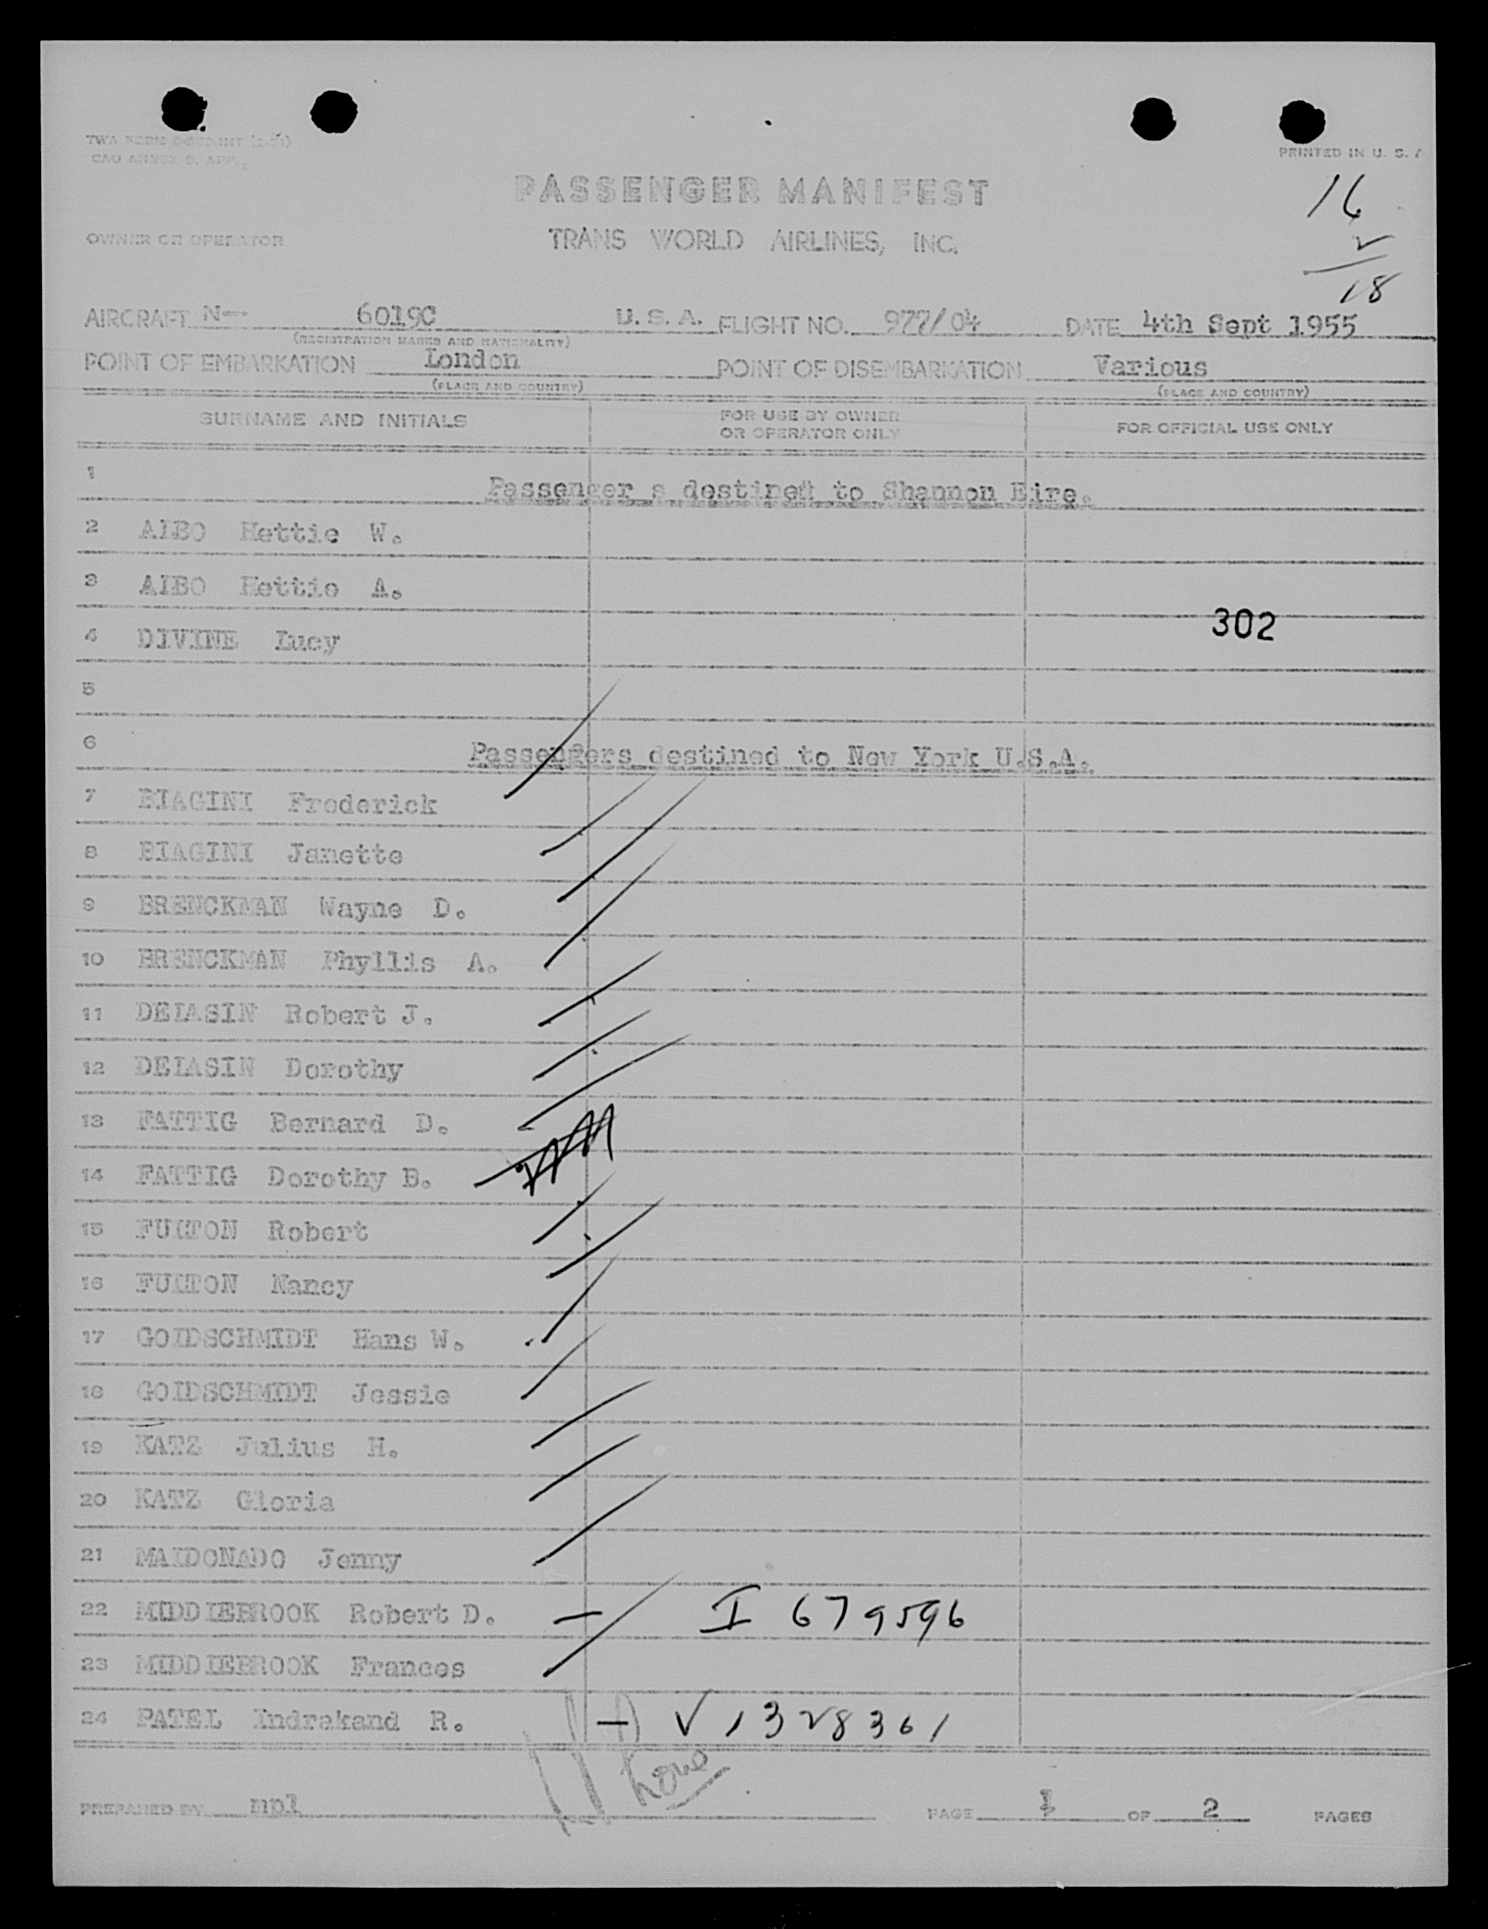 PRINTED IN U. S. A
PASSENGER MANIFEST
16
OWNER OR OPERATOR
TRANS WORLD AIRLINES, INC.
2
18
AIRCRAFT N-- 6019C U. S. A. FLIGHT NO. 977/04 DATE 4th Sept 1955
(REGISTRATION MARKS AND NATIONALITY)
POINT OF EMBARKATION London POINT OF DISEMBARKATION Various
(PLACE AND COUNTRY) (PLACE AND COUNTRY)
SURNAME AND INITIALS FOR USE BY OWNER OR OPERATOR ONLY FOR OFFICIAL USE ONLY
1 Passenger s destined to Shannon Eire.
2 ALBO Hettie W.
3 ALBO Hettie A.
302
4 DIVINE Lucy
5
6 Passengers destined to New York U.S.A.
7 BIAGINI Frederick
8 BIAGINI Janette
9 BRENCKMAN Wayne D.
10 BRENCKMAN Phyllis A.
11 DELASIN Robert J.
12 DELASIN Dorothy
13 FATTIG Bernard D.
14 FATTIG Dorothy B.
15 FULTON Robert
16 FULTON Nancy
17 GOLDSCHMIDT Hans W.
18 GOLDSCHMIDT Jessie
19 KATZ Julius H.
20 KATZ Gloria
21 MALDONADO Jenny
22 MIDDLEBROOK Robert D. — I 679596
23 MIDDLEBROOK Frances
24 PATEL Indrakand R. — V 1328361
PREPARED BY mpl PAGE 1 OF 2 PAGES